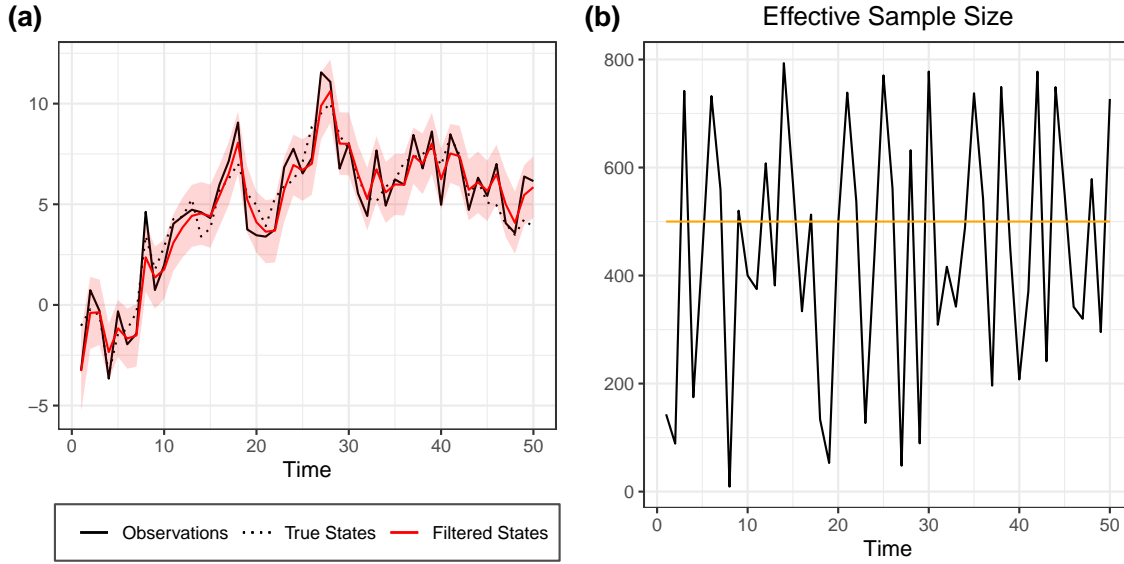 (a)
10
5
0
−5
0 10 20 30 40 50
Time
Observations True States Filtered States
(b)
Effective Sample Size
800
600
400
200
0
0 10 20 30 40 50
Time